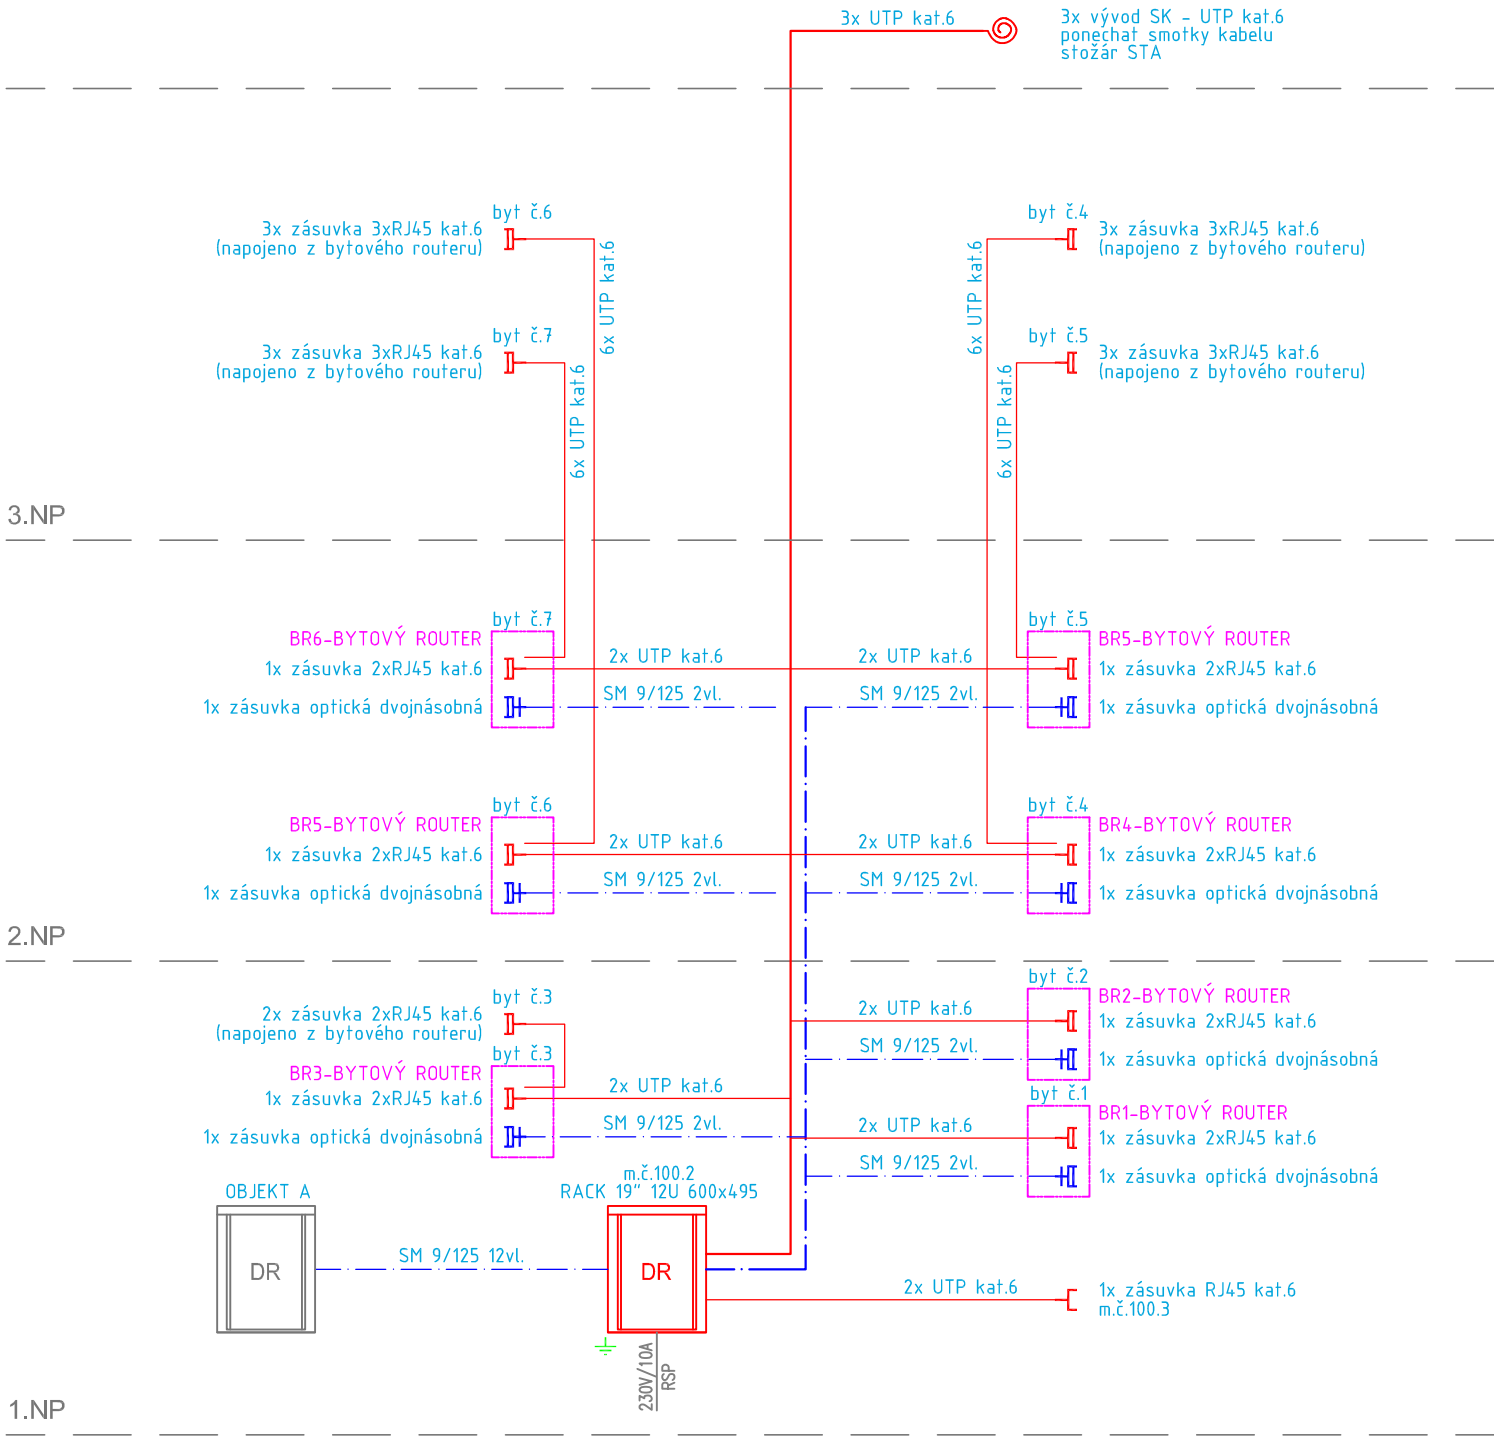 3x UTP kat.6
3x vývod SK - UTP kat.6
ponechat smotky kabelu
stožár STA
byt č.6
3x zásuvka 3xRJ45 kat.6
(napojeno z bytového routeru)
6x UTP kat.6
byt č.4
3x zásuvka 3xRJ45 kat.6
(napojeno z bytového routeru)
6x UTP kat.6
byt č.7
3x zásuvka 3xRJ45 kat.6
(napojeno z bytového routeru)
6x UTP kat.6
byt č.5
3x zásuvka 3xRJ45 kat.6
(napojeno z bytového routeru)
6x UTP kat.6
3.NP
byt č.7
BR6-BYTOVÝ ROUTER
1x zásuvka 2xRJ45 kat.6
1x zásuvka optická dvojnásobná
2x UTP kat.6
SM 9/125 2vl.
2x UTP kat.6
SM 9/125 2vl.
byt č.5
BR5-BYTOVÝ ROUTER
1x zásuvka 2xRJ45 kat.6
1x zásuvka optická dvojnásobná
byt č.6
BR5-BYTOVÝ ROUTER
1x zásuvka 2xRJ45 kat.6
1x zásuvka optická dvojnásobná
2x UTP kat.6
SM 9/125 2vl.
2x UTP kat.6
SM 9/125 2vl.
byt č.4
BR4-BYTOVÝ ROUTER
1x zásuvka 2xRJ45 kat.6
1x zásuvka optická dvojnásobná
2.NP
byt č.3
2x zásuvka 2xRJ45 kat.6
(napojeno z bytového routeru)
byt č.3
BR3-BYTOVÝ ROUTER
1x zásuvka 2xRJ45 kat.6
1x zásuvka optická dvojnásobná
2x UTP kat.6
SM 9/125 2vl.
2x UTP kat.6
SM 9/125 2vl.
byt č.2
BR2-BYTOVÝ ROUTER
1x zásuvka 2xRJ45 kat.6
1x zásuvka optická dvojnásobná
2x UTP kat.6
SM 9/125 2vl.
byt č.1
BR1-BYTOVÝ ROUTER
1x zásuvka 2xRJ45 kat.6
1x zásuvka optická dvojnásobná
OBJEKT A
DR
SM 9/125 12vl.
m.č.100.2
RACK 19" 12U 600x495
DR
2x UTP kat.6
1x zásuvka RJ45 kat.6
m.č.100.3
230V/10A
RSP
1.NP